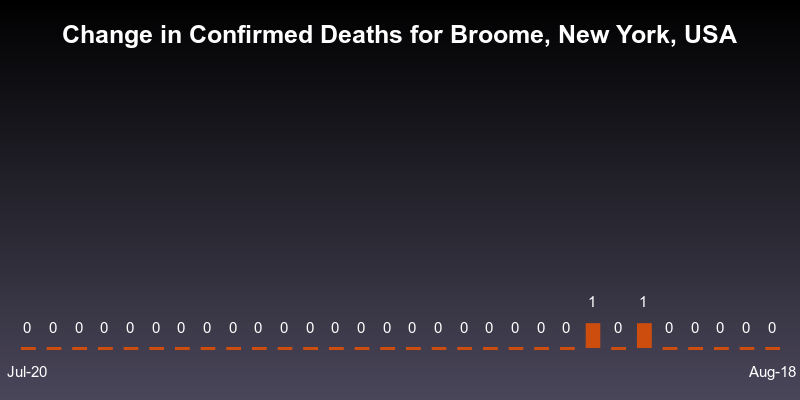 Change in Confirmed Deaths for Broome, New York, USA
1 1
0 0 0 0 0 0 0 0 0 0 0 0 0 0 0 0 0 0 0 0 0 0 0 0 0 0 0 0
Jul-20 Aug-18